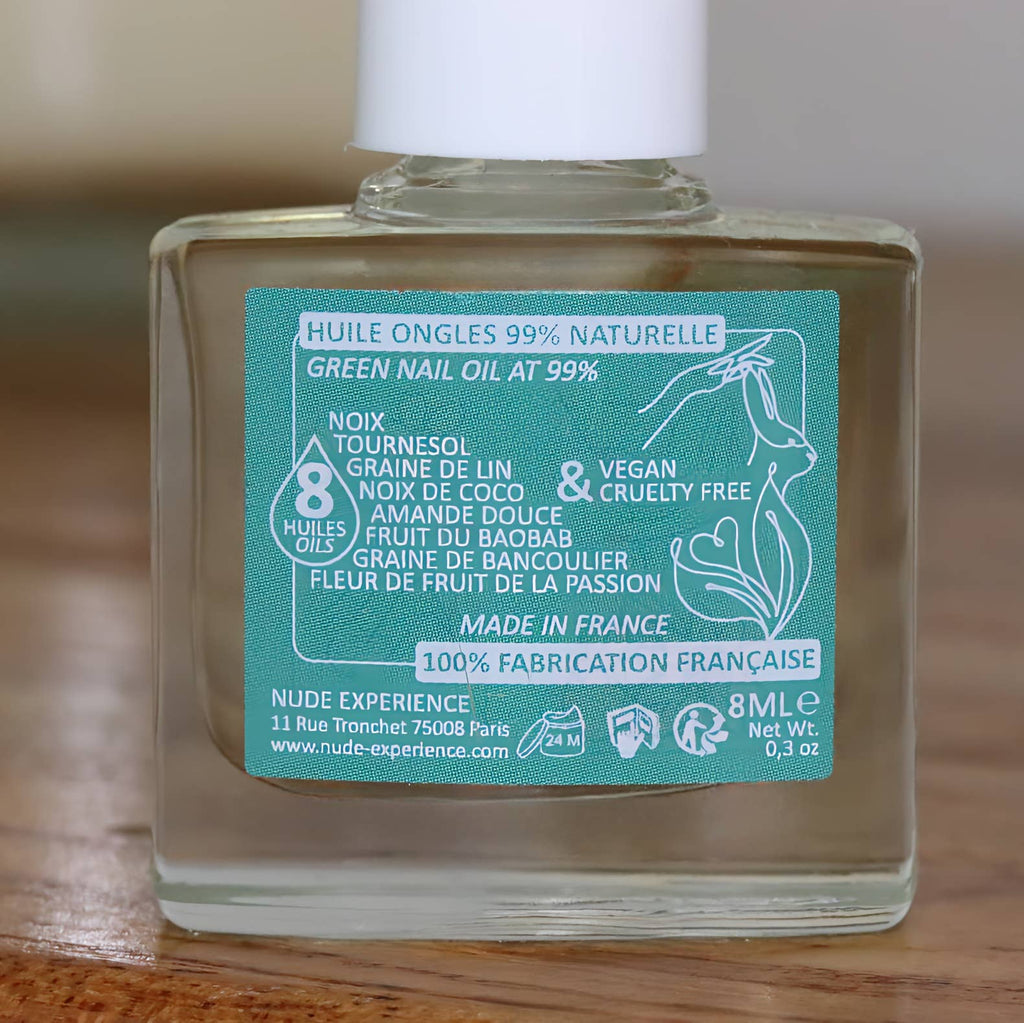 HUILE ONGLES 99% NATURELLE
GREEN NAIL OIL AT 99%
NOIX
TOURNESOL
GRAINE DE LIN
NOIX DE COCO
AMANDE DOUCE
FRUIT DU BAOBAB
GRAINE DE BANCOULIER
FLEUR DE FRUIT DE LA PASSION
8
HUILES
OILS
& VEGAN
CRUELTY FREE
MADE IN FRANCE
100% FABRICATION FRANÇAISE
NUDE EXPERIENCE
11 Rue Tronchet 75008 Paris
www.nude-experience.com
24 M
8ML e
Net Wt.
0,3 oz